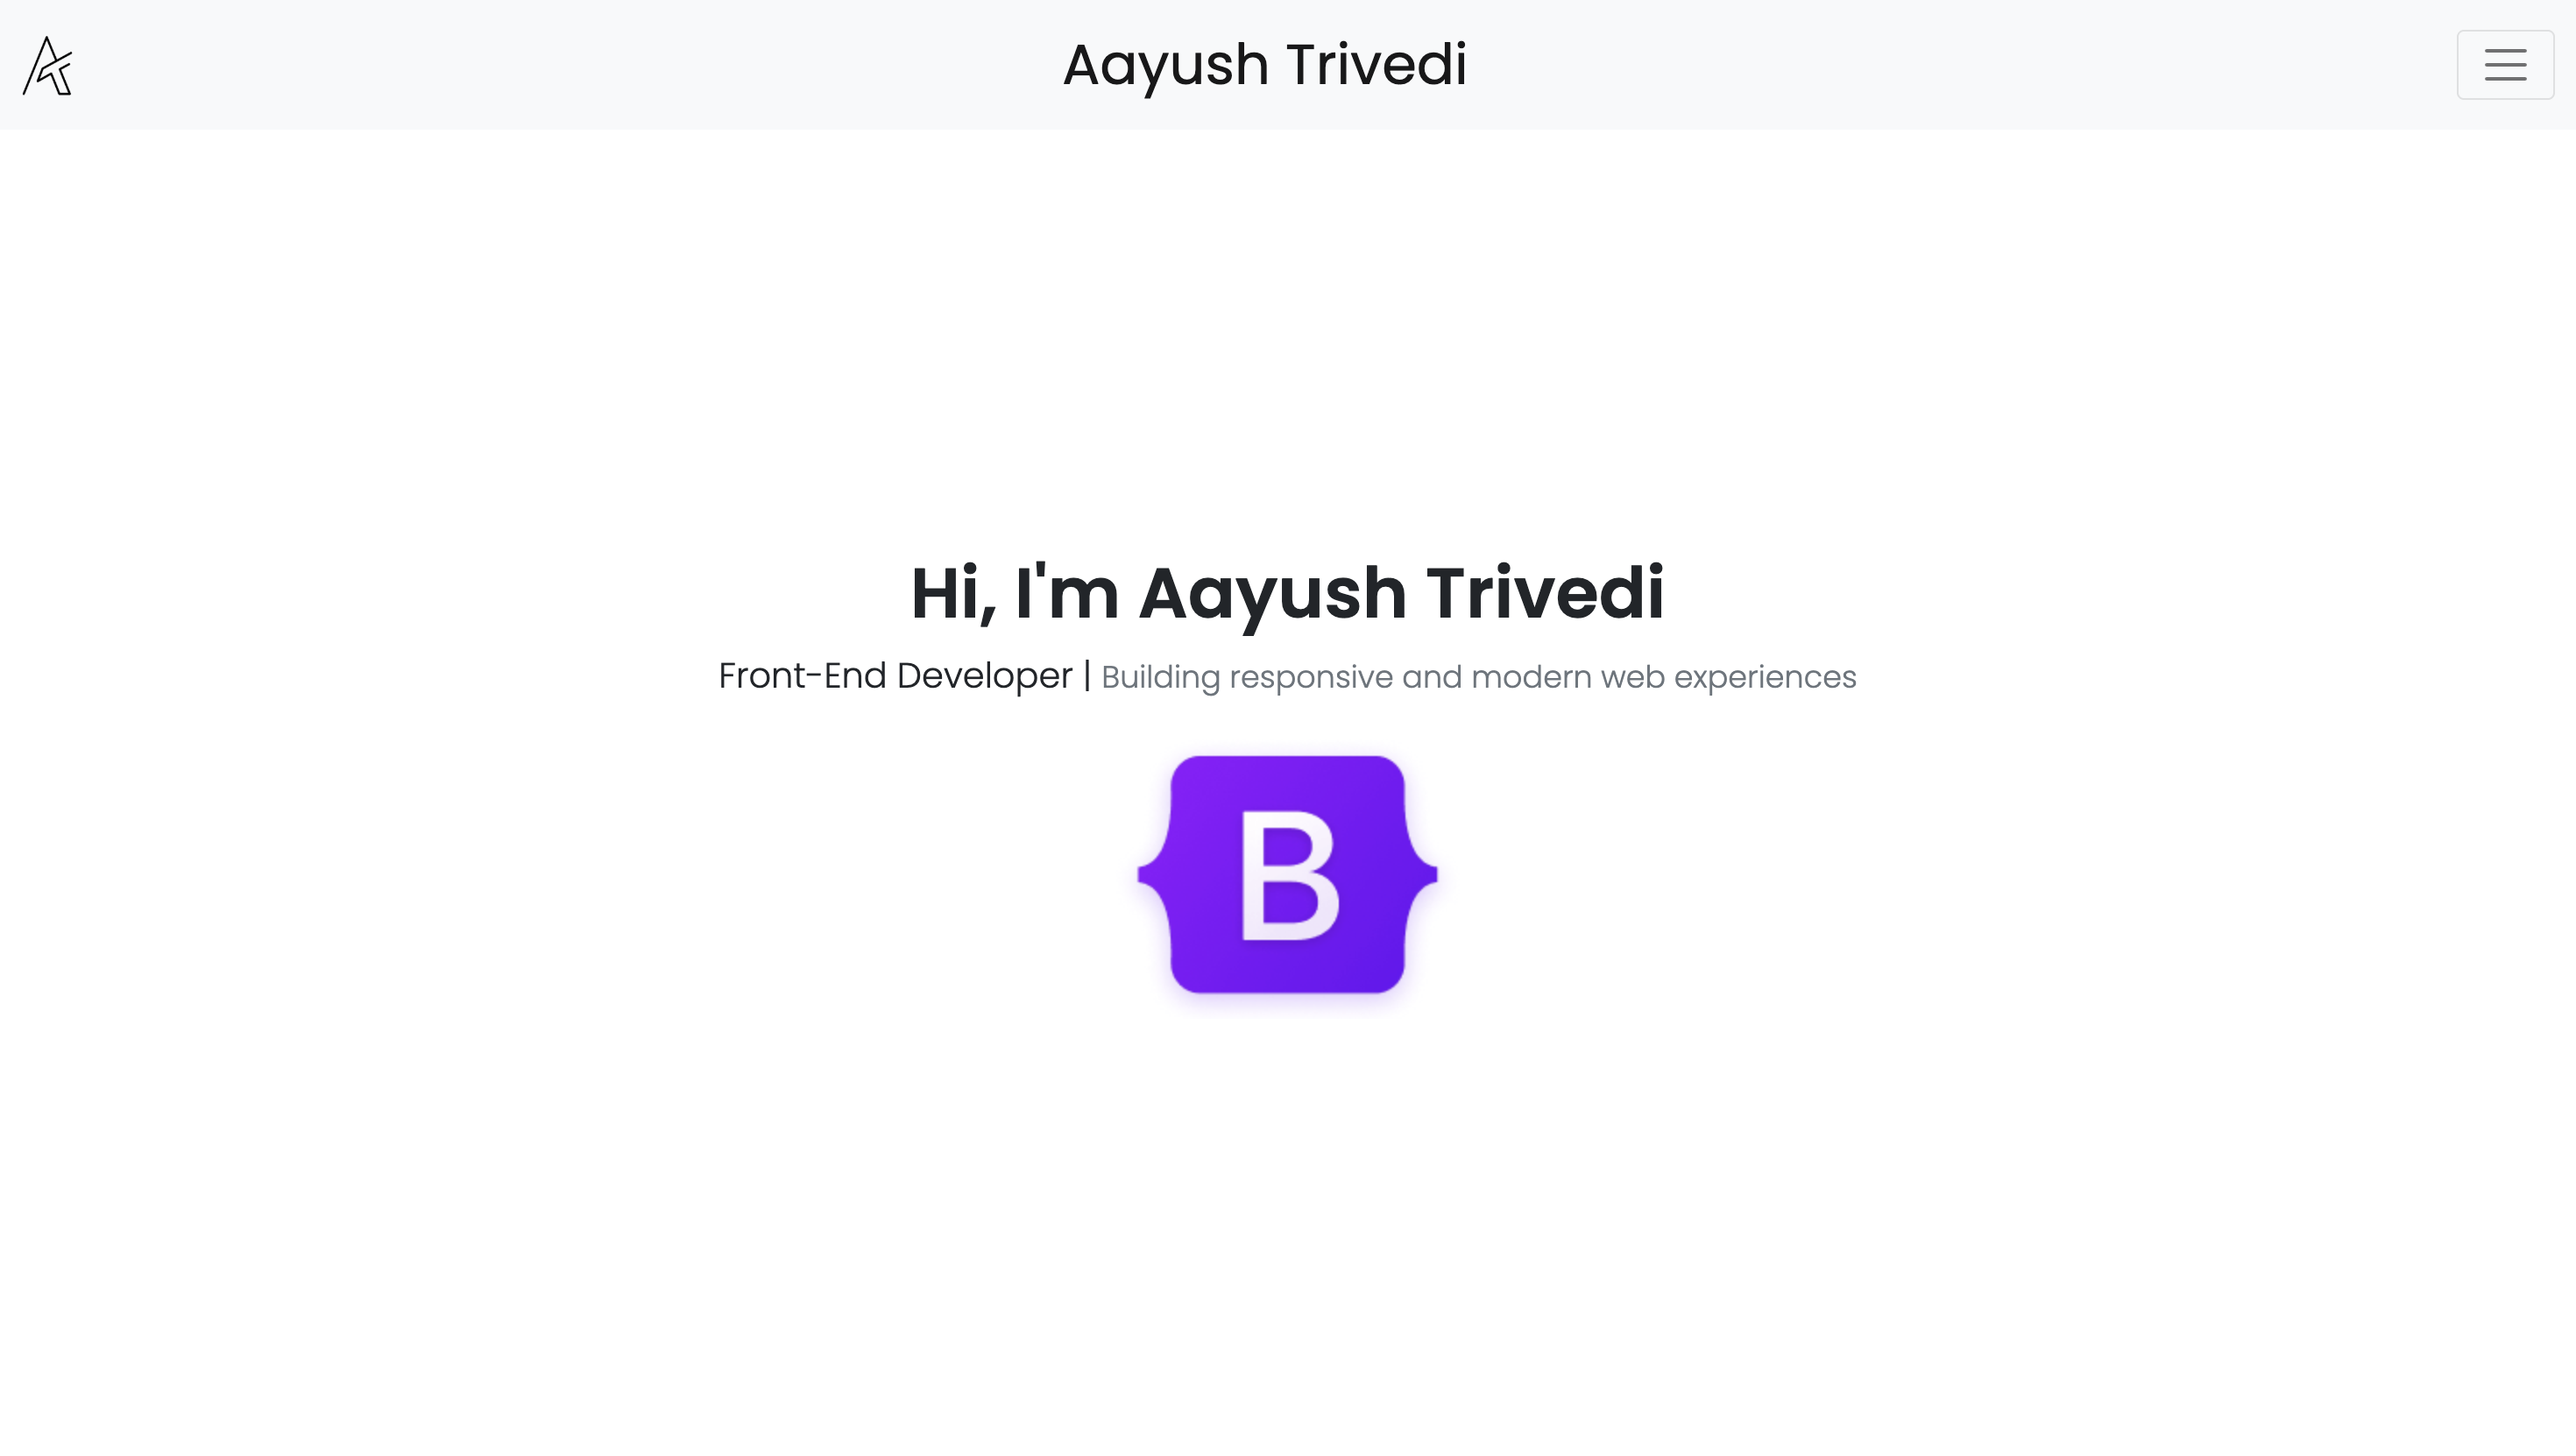 Aayush Trivedi
Hi, I'm Aayush Trivedi
Front-End Developer | Building responsive and modern web experiences
B